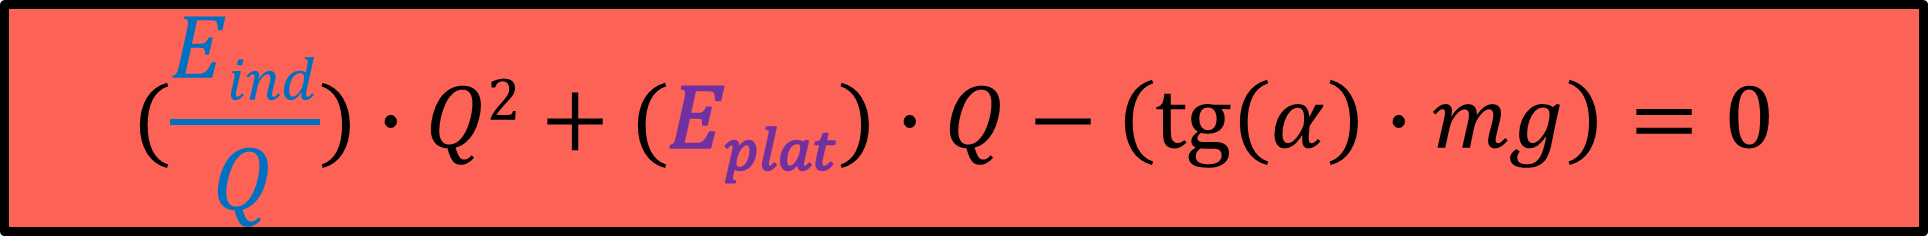 (E_ind/Q) · Q² + (E_plat) · Q − (tg(α) · mg) = 0